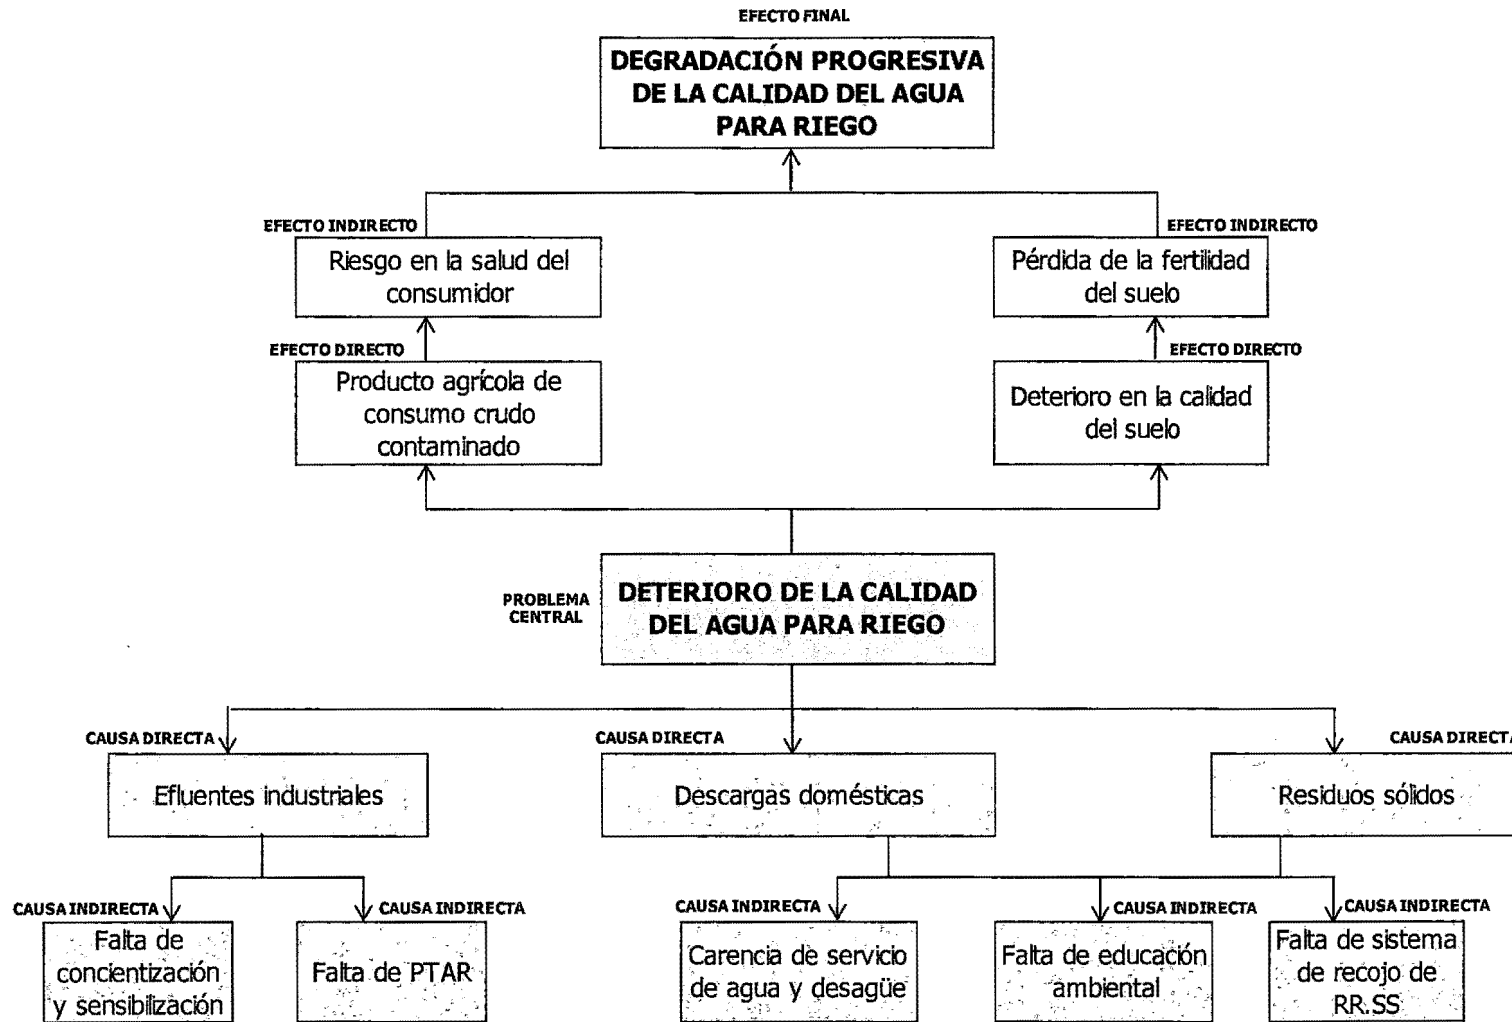 EFECTO FINAL
DEGRADACIÓN PROGRESIVA
DE LA CALIDAD DEL AGUA
PARA RIEGO
EFECTO INDIRECTO
Riesgo en la salud del
consumidor
EFECTO INDIRECTO
Pérdida de la fertilidad
del suelo
EFECTO DIRECTO
Producto agrícola de
consumo crudo
contaminado
EFECTO DIRECTO
Deterioro en la calidad
del suelo
PROBLEMA
CENTRAL
DETERIORO DE LA CALIDAD
DEL AGUA PARA RIEGO
CAUSA DIRECTA
Efluentes industriales
CAUSA DIRECTA
Descargas domésticas
CAUSA DIRECTA
Residuos sólidos
CAUSA INDIRECTA
Falta de
concientización
y sensibilización
CAUSA INDIRECTA
Falta de PTAR
CAUSA INDIRECTA
Carencia de servicio
de agua y desagüe
CAUSA INDIRECTA
Falta de educación
ambiental
CAUSA INDIRECTA
Falta de sistema
de recojo de
RR.SS